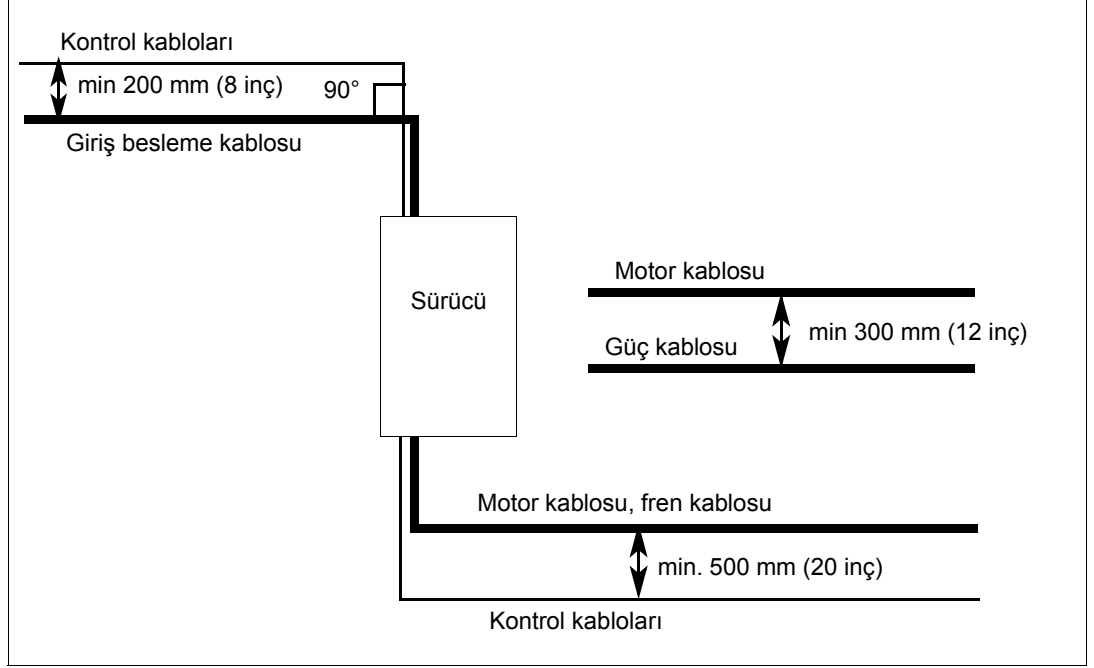 Kontrol kabloları
min 200 mm (8 inç)
90°
Giriş besleme kablosu
Sürücü
Motor kablosu
min 300 mm (12 inç)
Güç kablosu
Motor kablosu, fren kablosu
min. 500 mm (20 inç)
Kontrol kabloları